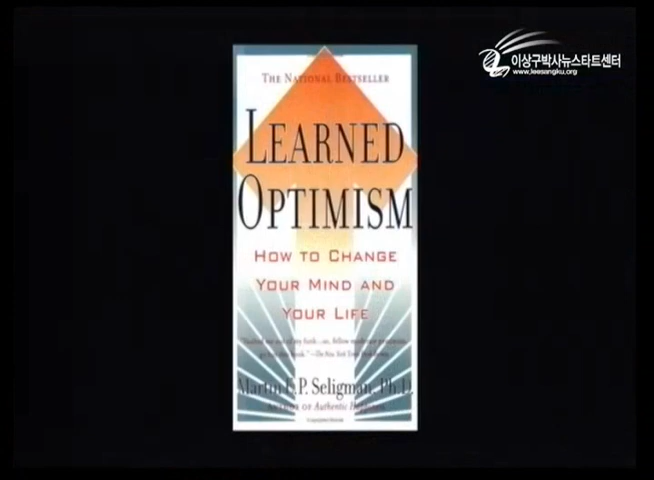 이상구박사뉴스타트센터
www.leesangku.org
THE NATIONAL BESTSELLER
LEARNED
OPTIMISM
HOW TO CHANGE
YOUR MIND AND
YOUR LIFE
Martin E.P. Seligman, Ph.D.
AUTHOR OF Authentic Happiness